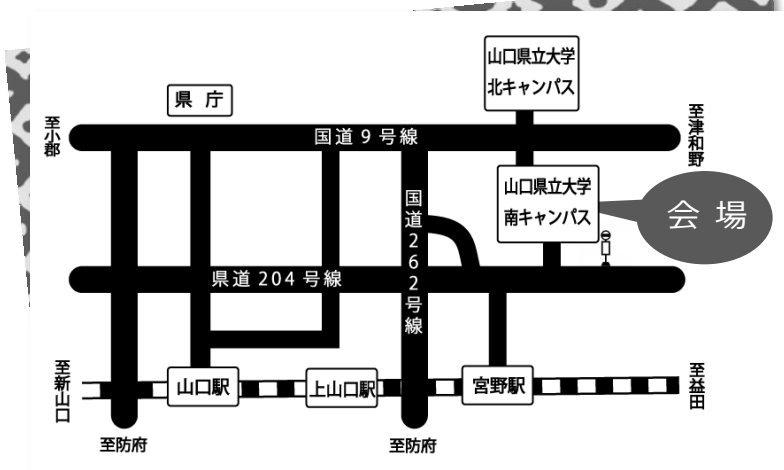 山口県立大学
北キャンパス
県 庁
至小郡
国道9号線
至津和野
山口県立大学
南キャンパス
会 場
国道262号線
県道204号線
至新山口
山口駅
上山口駅
宮野駅
至益田
至防府
至防府